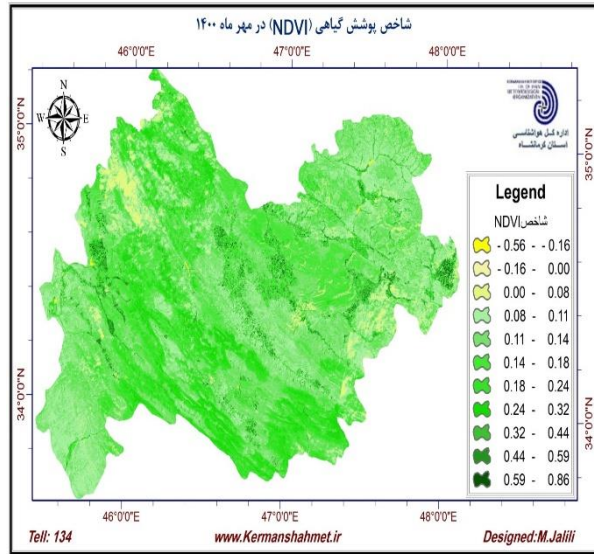 شاخص پوشش گیاهی (NDVI) در مهر ماه ۱۴۰۰
46°0'0"E 47°0'0"E 48°0'0"E
N
W E
S
35°0'0"N
35°0'0"N
اداره کل هواشناسی
استان کرمانشاه
Legend
شاخص NDVI
- 0.56 - - 0.16
- 0.16 - 0.00
0.00 - 0.08
0.08 - 0.11
0.11 - 0.14
0.14 - 0.18
0.18 - 0.24
0.24 - 0.32
0.32 - 0.44
0.44 - 0.59
0.59 - 0.86
34°0'0"N
34°0'0"N
46°0'0"E 47°0'0"E 48°0'0"E
Tell: 134 www.Kermanshahmet.ir Designed:M.Jalili